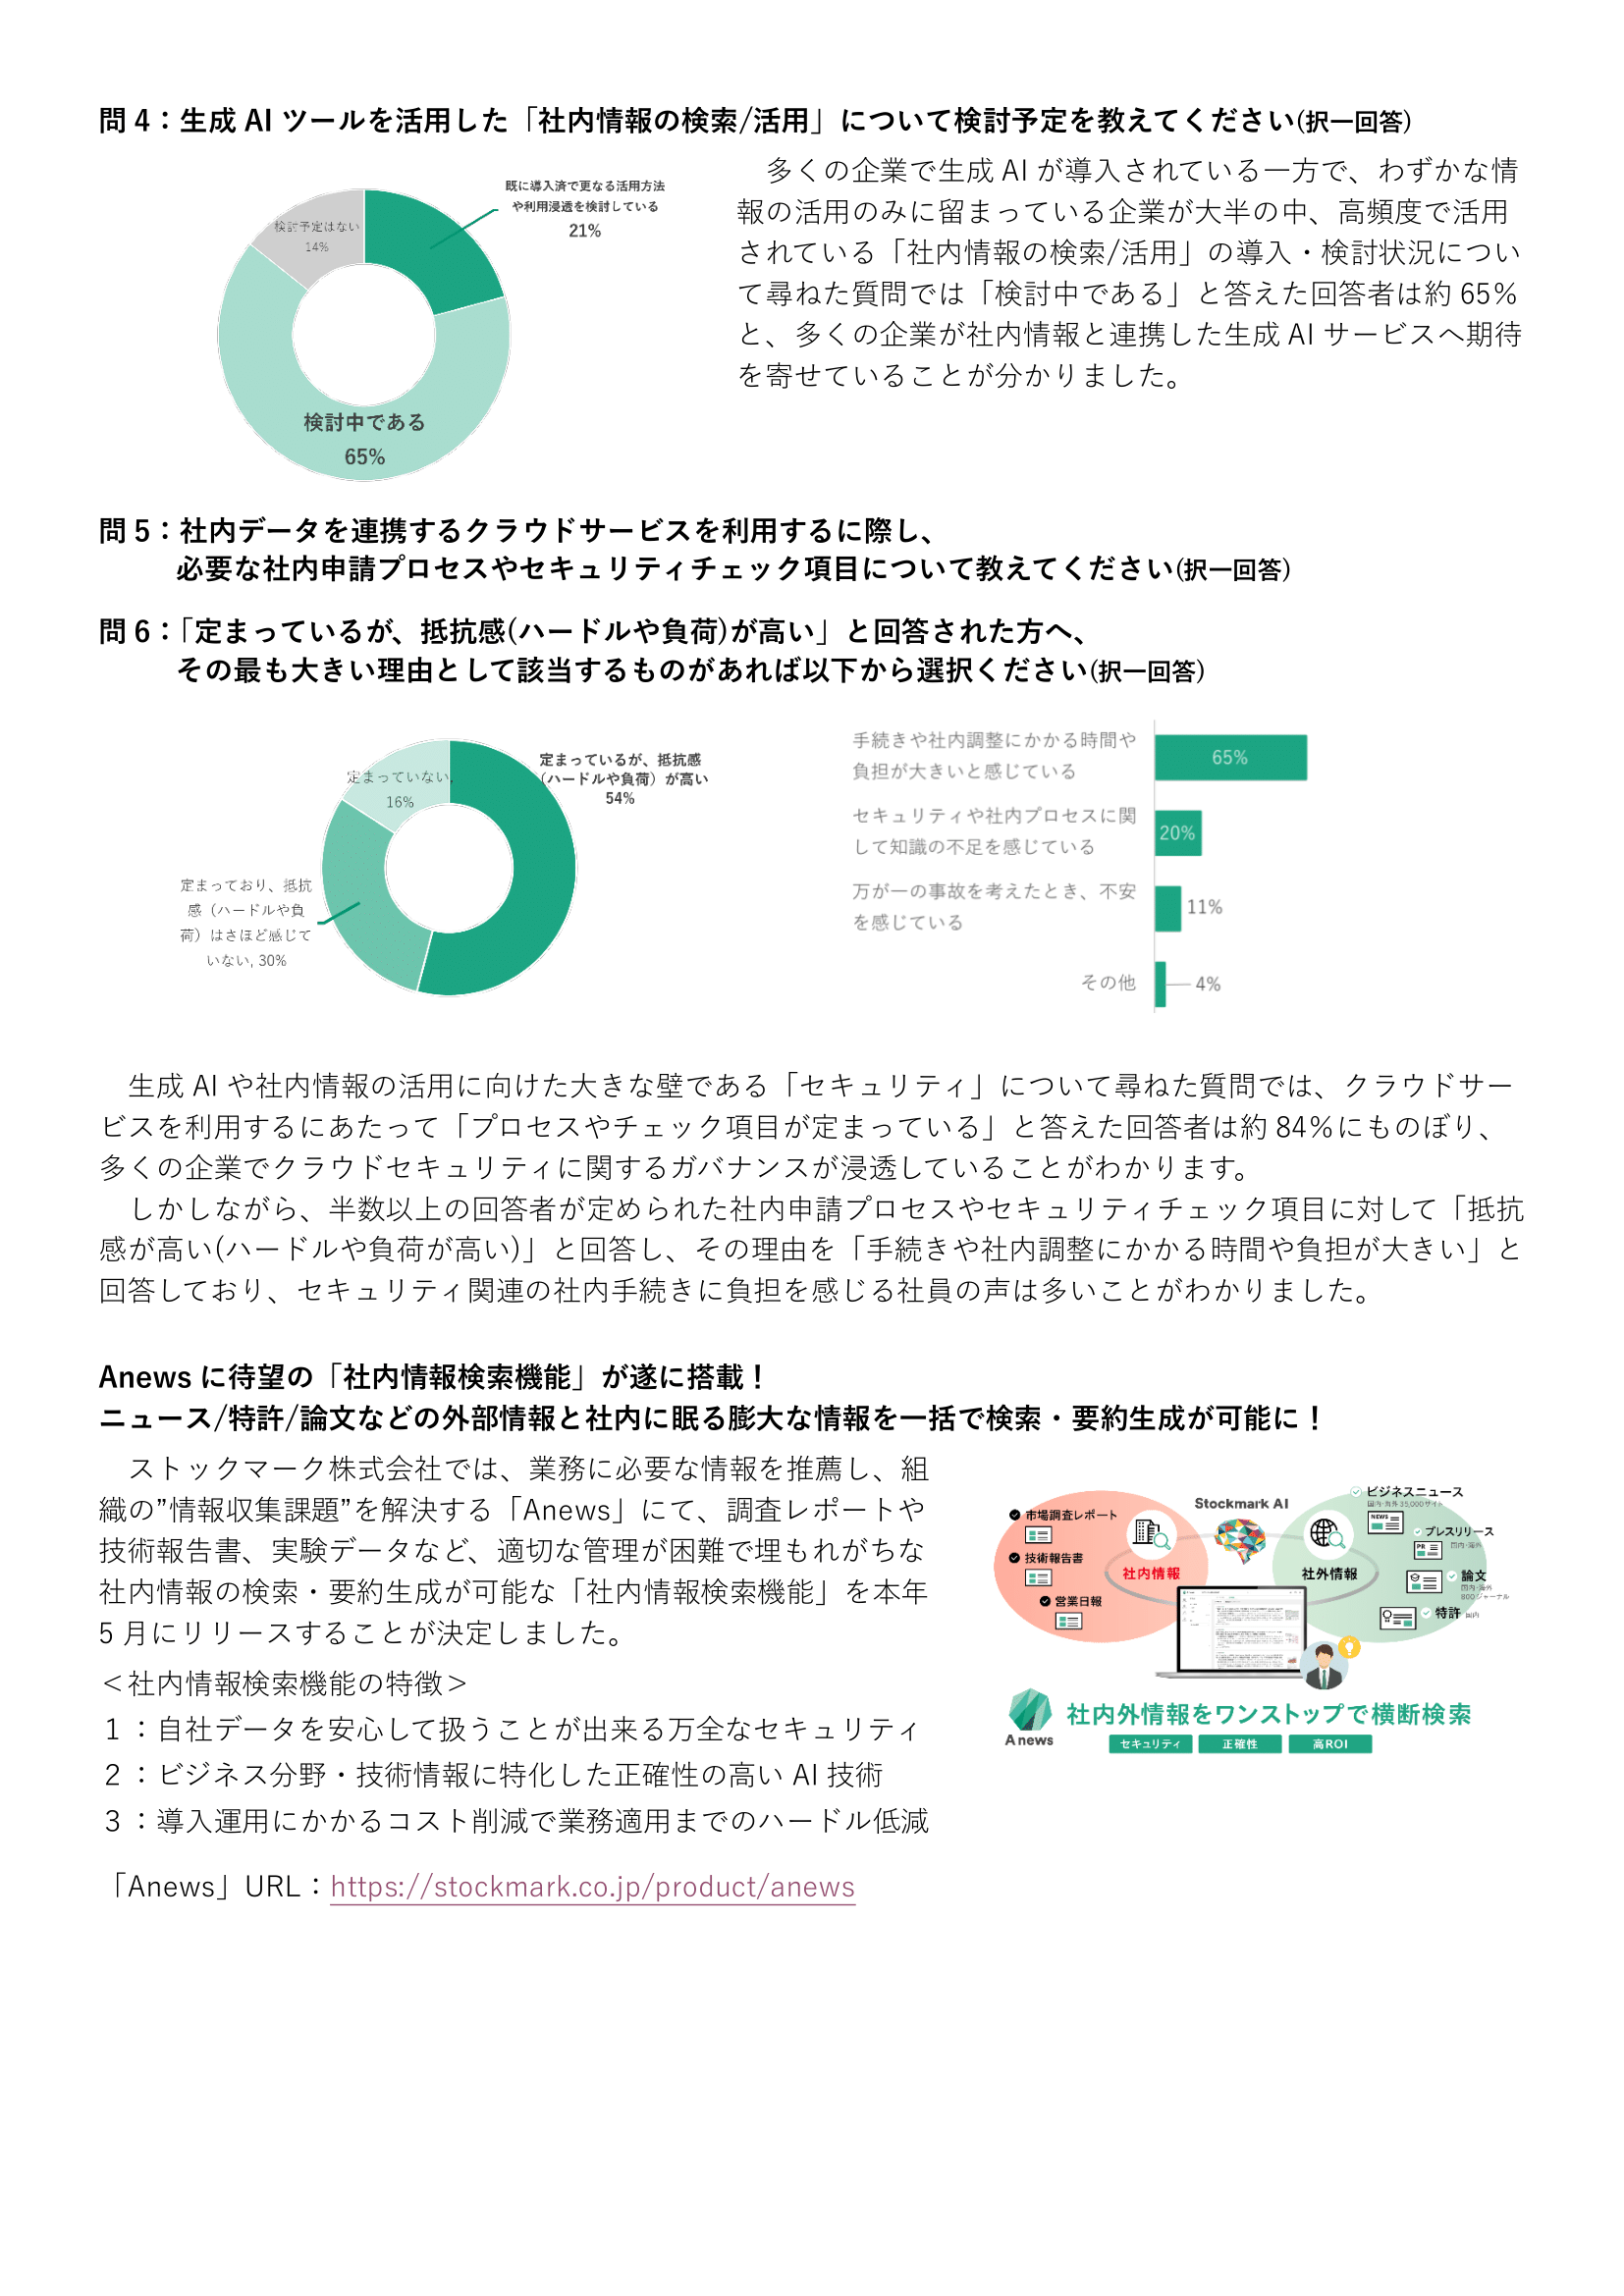 問 4：生成 AI ツールを活用した「社内情報の検索/活用」について検討予定を教えてください(択一回答)
既に導入済で更なる活用方法
や利用浸透を検討している
21%
検討予定はない
14%
検討中である
65%
多くの企業で生成 AI が導入されている一方で、わずかな情
報の活用のみに留まっている企業が大半の中、高頻度で活用
されている「社内情報の検索/活用」の導入・検討状況につい
て尋ねた質問では「検討中である」と答えた回答者は約 65%
と、多くの企業が社内情報と連携した生成 AI サービスへ期待
を寄せていることが分かりました。
問 5：社内データを連携するクラウドサービスを利用するに際し、
必要な社内申請プロセスやセキュリティチェック項目について教えてください(択一回答)
問 6：「定まっているが、抵抗感(ハードルや負荷)が高い」と回答された方へ、
その最も大きい理由として該当するものがあれば以下から選択ください(択一回答)
定まっているが、抵抗感
（ハードルや負荷）が高い
54%
定まっていない,
16%
定まっており、抵抗
感（ハードルや負
荷）はさほど感じて
いない, 30%
手続きや社内調整にかかる時間や
負担が大きいと感じている
65%
セキュリティや社内プロセスに関
して知識の不足を感じている
20%
万が一の事故を考えたとき、不安
を感じている
11%
その他
4%
生成 AI や社内情報の活用に向けた大きな壁である「セキュリティ」について尋ねた質問では、クラウドサー
ビスを利用するにあたって「プロセスやチェック項目が定まっている」と答えた回答者は約 84%にものぼり、
多くの企業でクラウドセキュリティに関するガバナンスが浸透していることがわかります。
しかしながら、半数以上の回答者が定められた社内申請プロセスやセキュリティチェック項目に対して「抵抗
感が高い(ハードルや負荷が高い)」と回答し、その理由を「手続きや社内調整にかかる時間や負担が大きい」と
回答しており、セキュリティ関連の社内手続きに負担を感じる社員の声は多いことがわかりました。
Anews に待望の「社内情報検索機能」が遂に搭載！
ニュース/特許/論文などの外部情報と社内に眠る膨大な情報を一括で検索・要約生成が可能に！
ストックマーク株式会社では、業務に必要な情報を推薦し、組
織の”情報収集課題”を解決する「Anews」にて、調査レポートや
技術報告書、実験データなど、適切な管理が困難で埋もれがちな
社内情報の検索・要約生成が可能な「社内情報検索機能」を本年
5 月にリリースすることが決定しました。
＜社内情報検索機能の特徴＞
１：自社データを安心して扱うことが出来る万全なセキュリティ
２：ビジネス分野・技術情報に特化した正確性の高い AI 技術
３：導入運用にかかるコスト削減で業務適用までのハードル低減
「Anews」URL：https://stockmark.co.jp/product/anews
市場調査レポート
技術報告書
営業日報
社内情報
Stockmark AI
社外情報
ビジネスニュース
国内・海外 35,000サイト
NEWS
プレスリリース
国内・海外
PR
論文
国内・海外
800ジャーナル
特許 国内
Anews
社内外情報をワンストップで横断検索
セキュリティ
正確性
高ROI